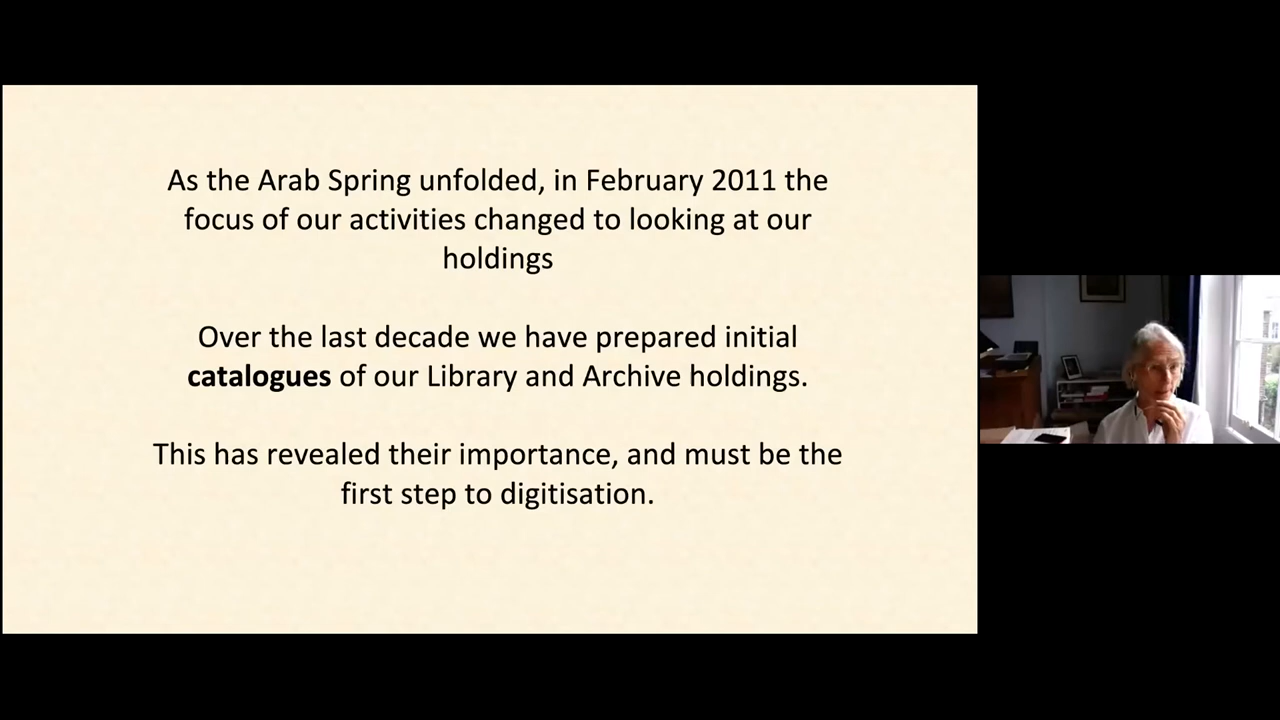 As the Arab Spring unfolded, in February 2011 the
focus of our activities changed to looking at our
holdings
Over the last decade we have prepared initial
catalogues of our Library and Archive holdings.
This has revealed their importance, and must be the
first step to digitisation.